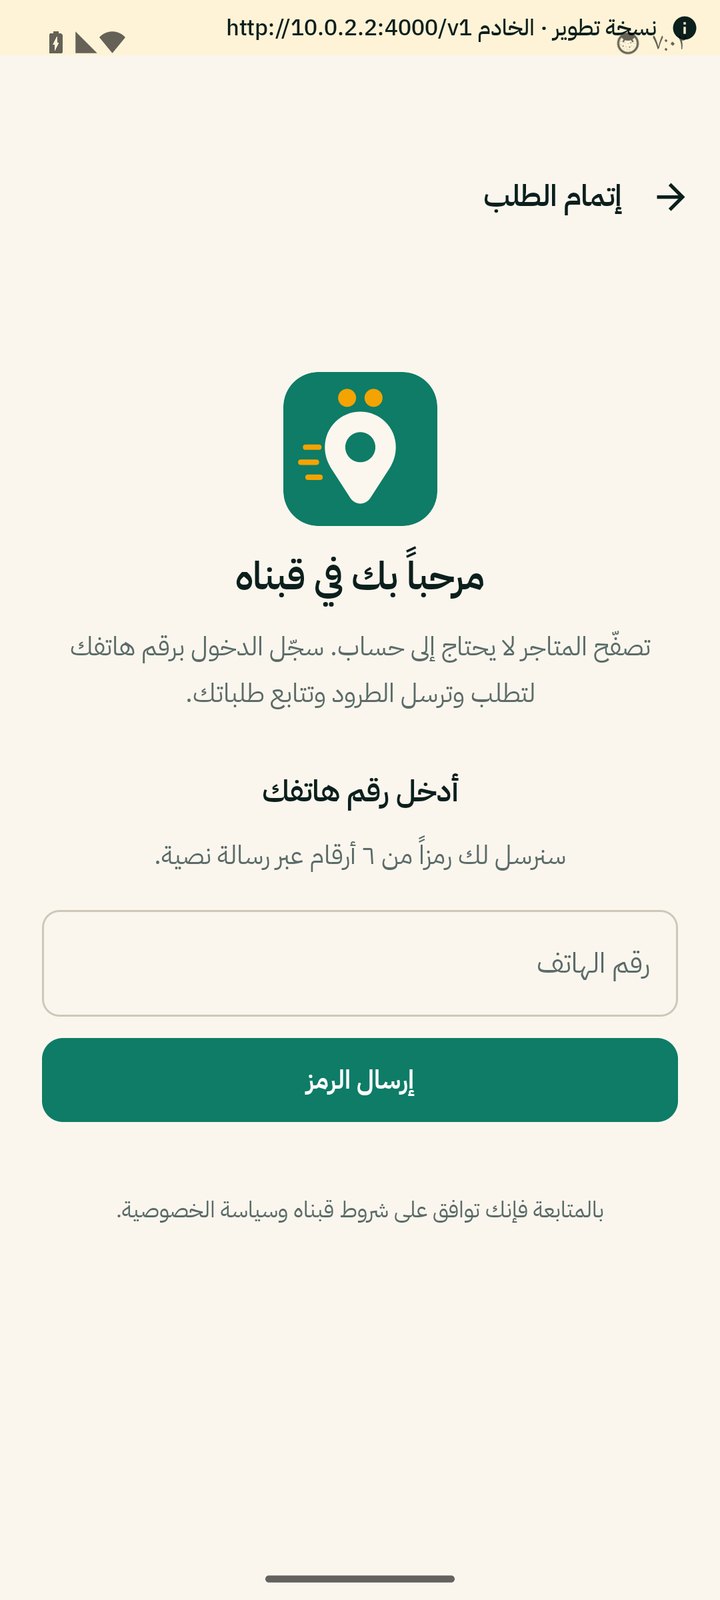 نسخة تطوير · الخادم http://10.0.2.2:4000/v1
إتمام الطلب
مرحباً بك في قبناه
تصفّح المتاجر لا يحتاج إلى حساب. سجّل الدخول برقم هاتفك
لتطلب وترسل الطرود وتتابع طلباتك.
أدخل رقم هاتفك
سنرسل لك رمزاً من ٦ أرقام عبر رسالة نصية.
رقم الهاتف
إرسال الرمز
بالمتابعة فإنك توافق على شروط قبناه وسياسة الخصوصية.